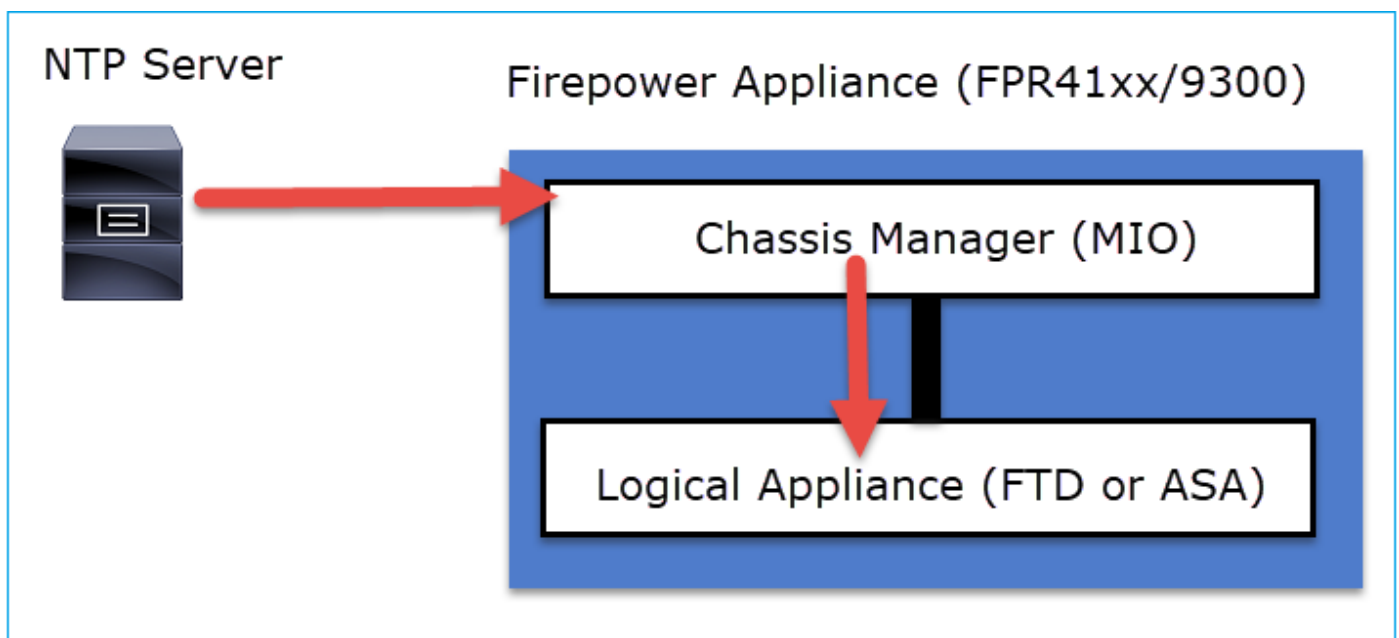 NTP Server
Firepower Appliance (FPR41xx/9300)
Chassis Manager (MIO)
Logical Appliance (FTD or ASA)